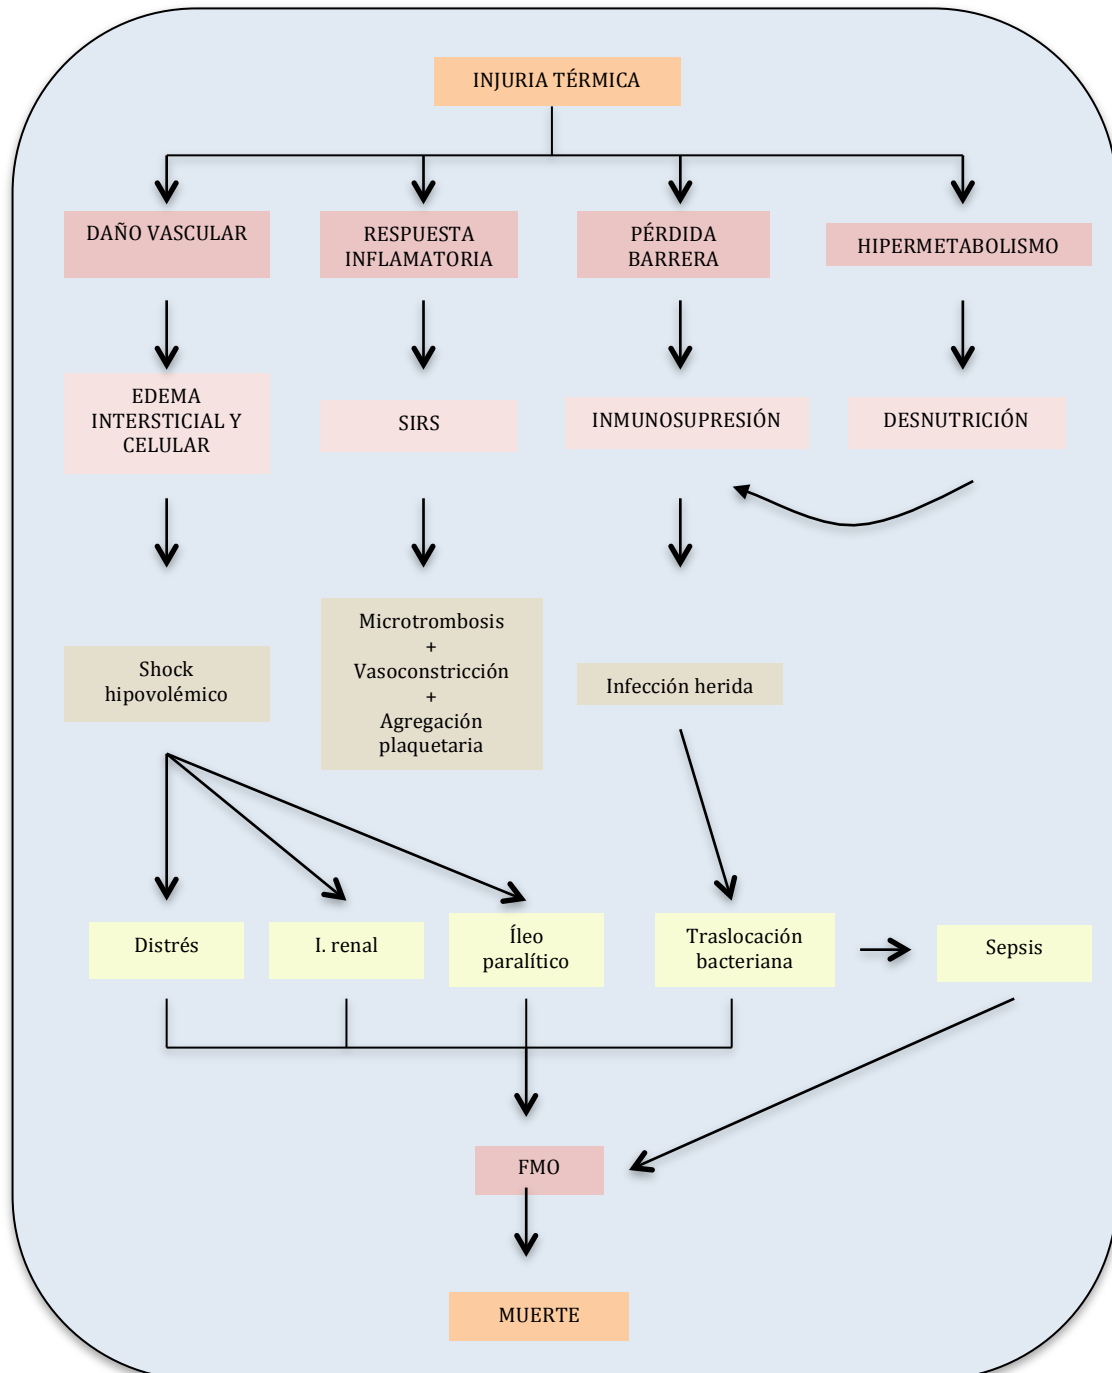 INJURIA TÉRMICA
DAÑO VASCULAR
RESPUESTA
INFLAMATORIA
PÉRDIDA
BARRERA
HIPERMETABOLISMO
EDEMA
INTERSTICIAL Y
CELULAR
SIRS
INMUNOSUPRESIÓN
DESNUTRICIÓN
Shock
hipovolémico
Microtrombosis
+
Vasoconstricción
+
Agregación
plaquetaria
Infección herida
Distrés
I. renal
Íleo
paralítico
Traslocación
bacteriana
Sepsis
FMO
MUERTE